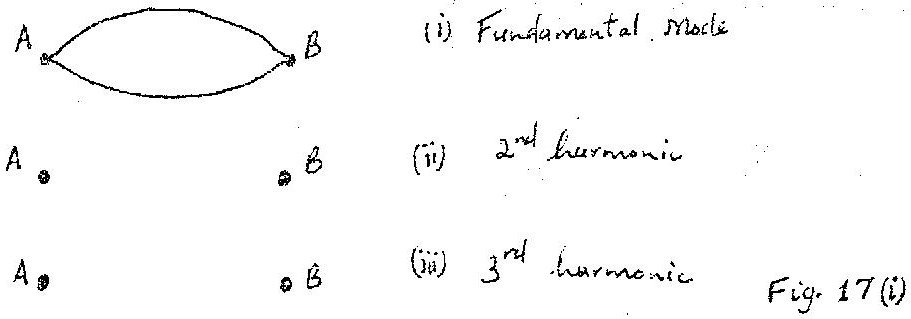 A B (i) Fundamental Mode
A B (ii) 2nd harmonic
A B (iii) 3rd harmonic
Fig. 17(i)